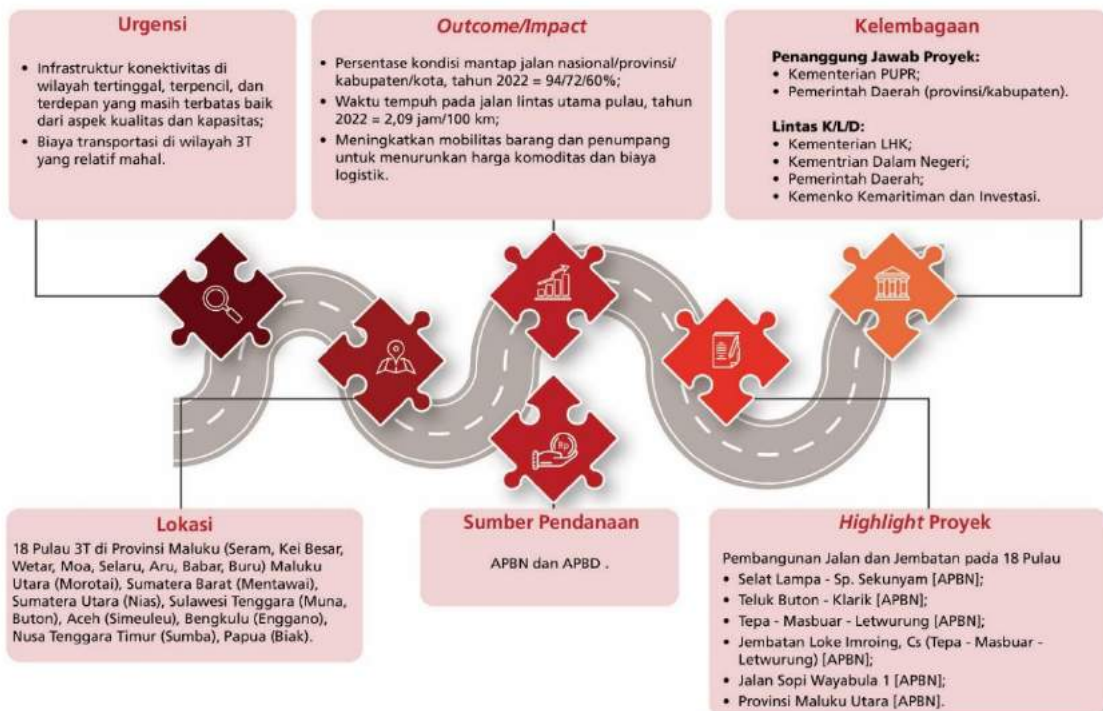 Urgensi
• Infrastruktur konektivitas di
wilayah tertinggal, terpencil, dan
terdepan yang masih terbatas baik
dari aspek kualitas dan kapasitas;
• Biaya transportasi di wilayah 3T
yang relatif mahal.
Outcome/Impact
• Persentase kondisi mantap jalan nasional/provinsi/
kabupaten/kota, tahun 2022 = 94/72/60%;
• Waktu tempuh pada jalan lintas utama pulau, tahun
2022 = 2,09 jam/100 km;
• Meningkatkan mobilitas barang dan penumpang
untuk menurunkan harga komoditas dan biaya
logistik.
Kelembagaan
Penanggung Jawab Proyek:
• Kementerian PUPR;
• Pemerintah Daerah (provinsi/kabupaten).
Lintas K/L/D:
• Kementerian LHK;
• Kementrian Dalam Negeri;
• Pemerintah Daerah;
• Kemenko Kemaritiman dan Investasi.
Rp
Lokasi
18 Pulau 3T di Provinsi Maluku (Seram, Kei Besar,
Wetar, Moa, Selaru, Aru, Babar, Buru) Maluku
Utara (Morotai), Sumatera Barat (Mentawai),
Sumatera Utara (Nias), Sulawesi Tenggara (Muna,
Buton), Aceh (Simeuleu), Bengkulu (Enggano),
Nusa Tenggara Timur (Sumba), Papua (Biak).
Sumber Pendanaan
APBN dan APBD .
Highlight Proyek
Pembangunan Jalan dan Jembatan pada 18 Pulau
• Selat Lampa - Sp. Sekunyam [APBN];
• Teluk Buton - Klarik [APBN];
• Tepa - Masbuar - Letwurung [APBN];
• Jembatan Loke Imroing, Cs (Tepa - Masbuar -
Letwurung) [APBN];
• Jalan Sopi Wayabula 1 [APBN];
• Provinsi Maluku Utara [APBN].